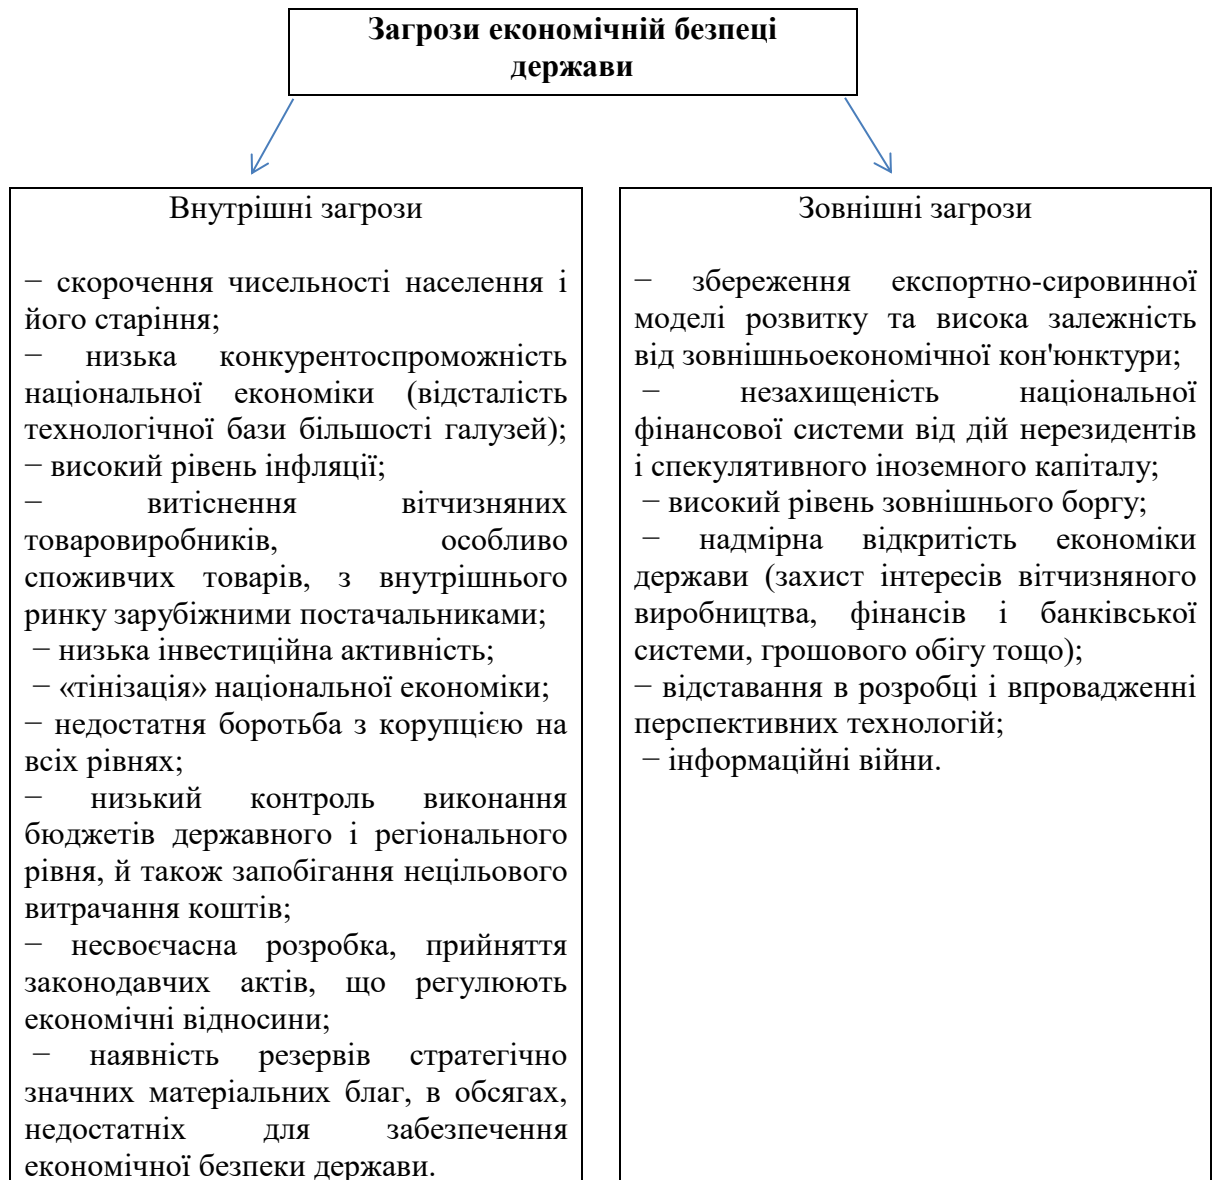 Загрози економічній безпеці
держави
Внутрішні загрози
− скорочення чисельності населення і
його старіння;
− низька конкурентоспроможність
національної економіки (відсталість
технологічної бази більшості галузей);
− високий рівень інфляції;
− витіснення вітчизняних
товаровиробників, особливо
споживчих товарів, з внутрішнього
ринку зарубіжними постачальниками;
− низька інвестиційна активність;
− «тінізація» національної економіки;
− недостатня боротьба з корупцією на
всіх рівнях;
− низький контроль виконання
бюджетів державного і регіонального
рівня, й також запобігання нецільового
витрачання коштів;
− несвоєчасна розробка, прийняття
законодавчих актів, що регулюють
економічні відносини;
− наявність резервів стратегічно
значних матеріальних благ, в обсягах,
недостатніх для забезпечення
економічної безпеки держави.
Зовнішні загрози
− збереження експортно-сировинної
моделі розвитку та висока залежність
від зовнішньоекономічної кон'юнктури;
− незахищеність національної
фінансової системи від дій нерезидентів
і спекулятивного іноземного капіталу;
− високий рівень зовнішнього боргу;
− надмірна відкритість економіки
держави (захист інтересів вітчизняного
виробництва, фінансів і банківської
системи, грошового обігу тощо);
− відставання в розробці і впровадженні
перспективних технологій;
− інформаційні війни.